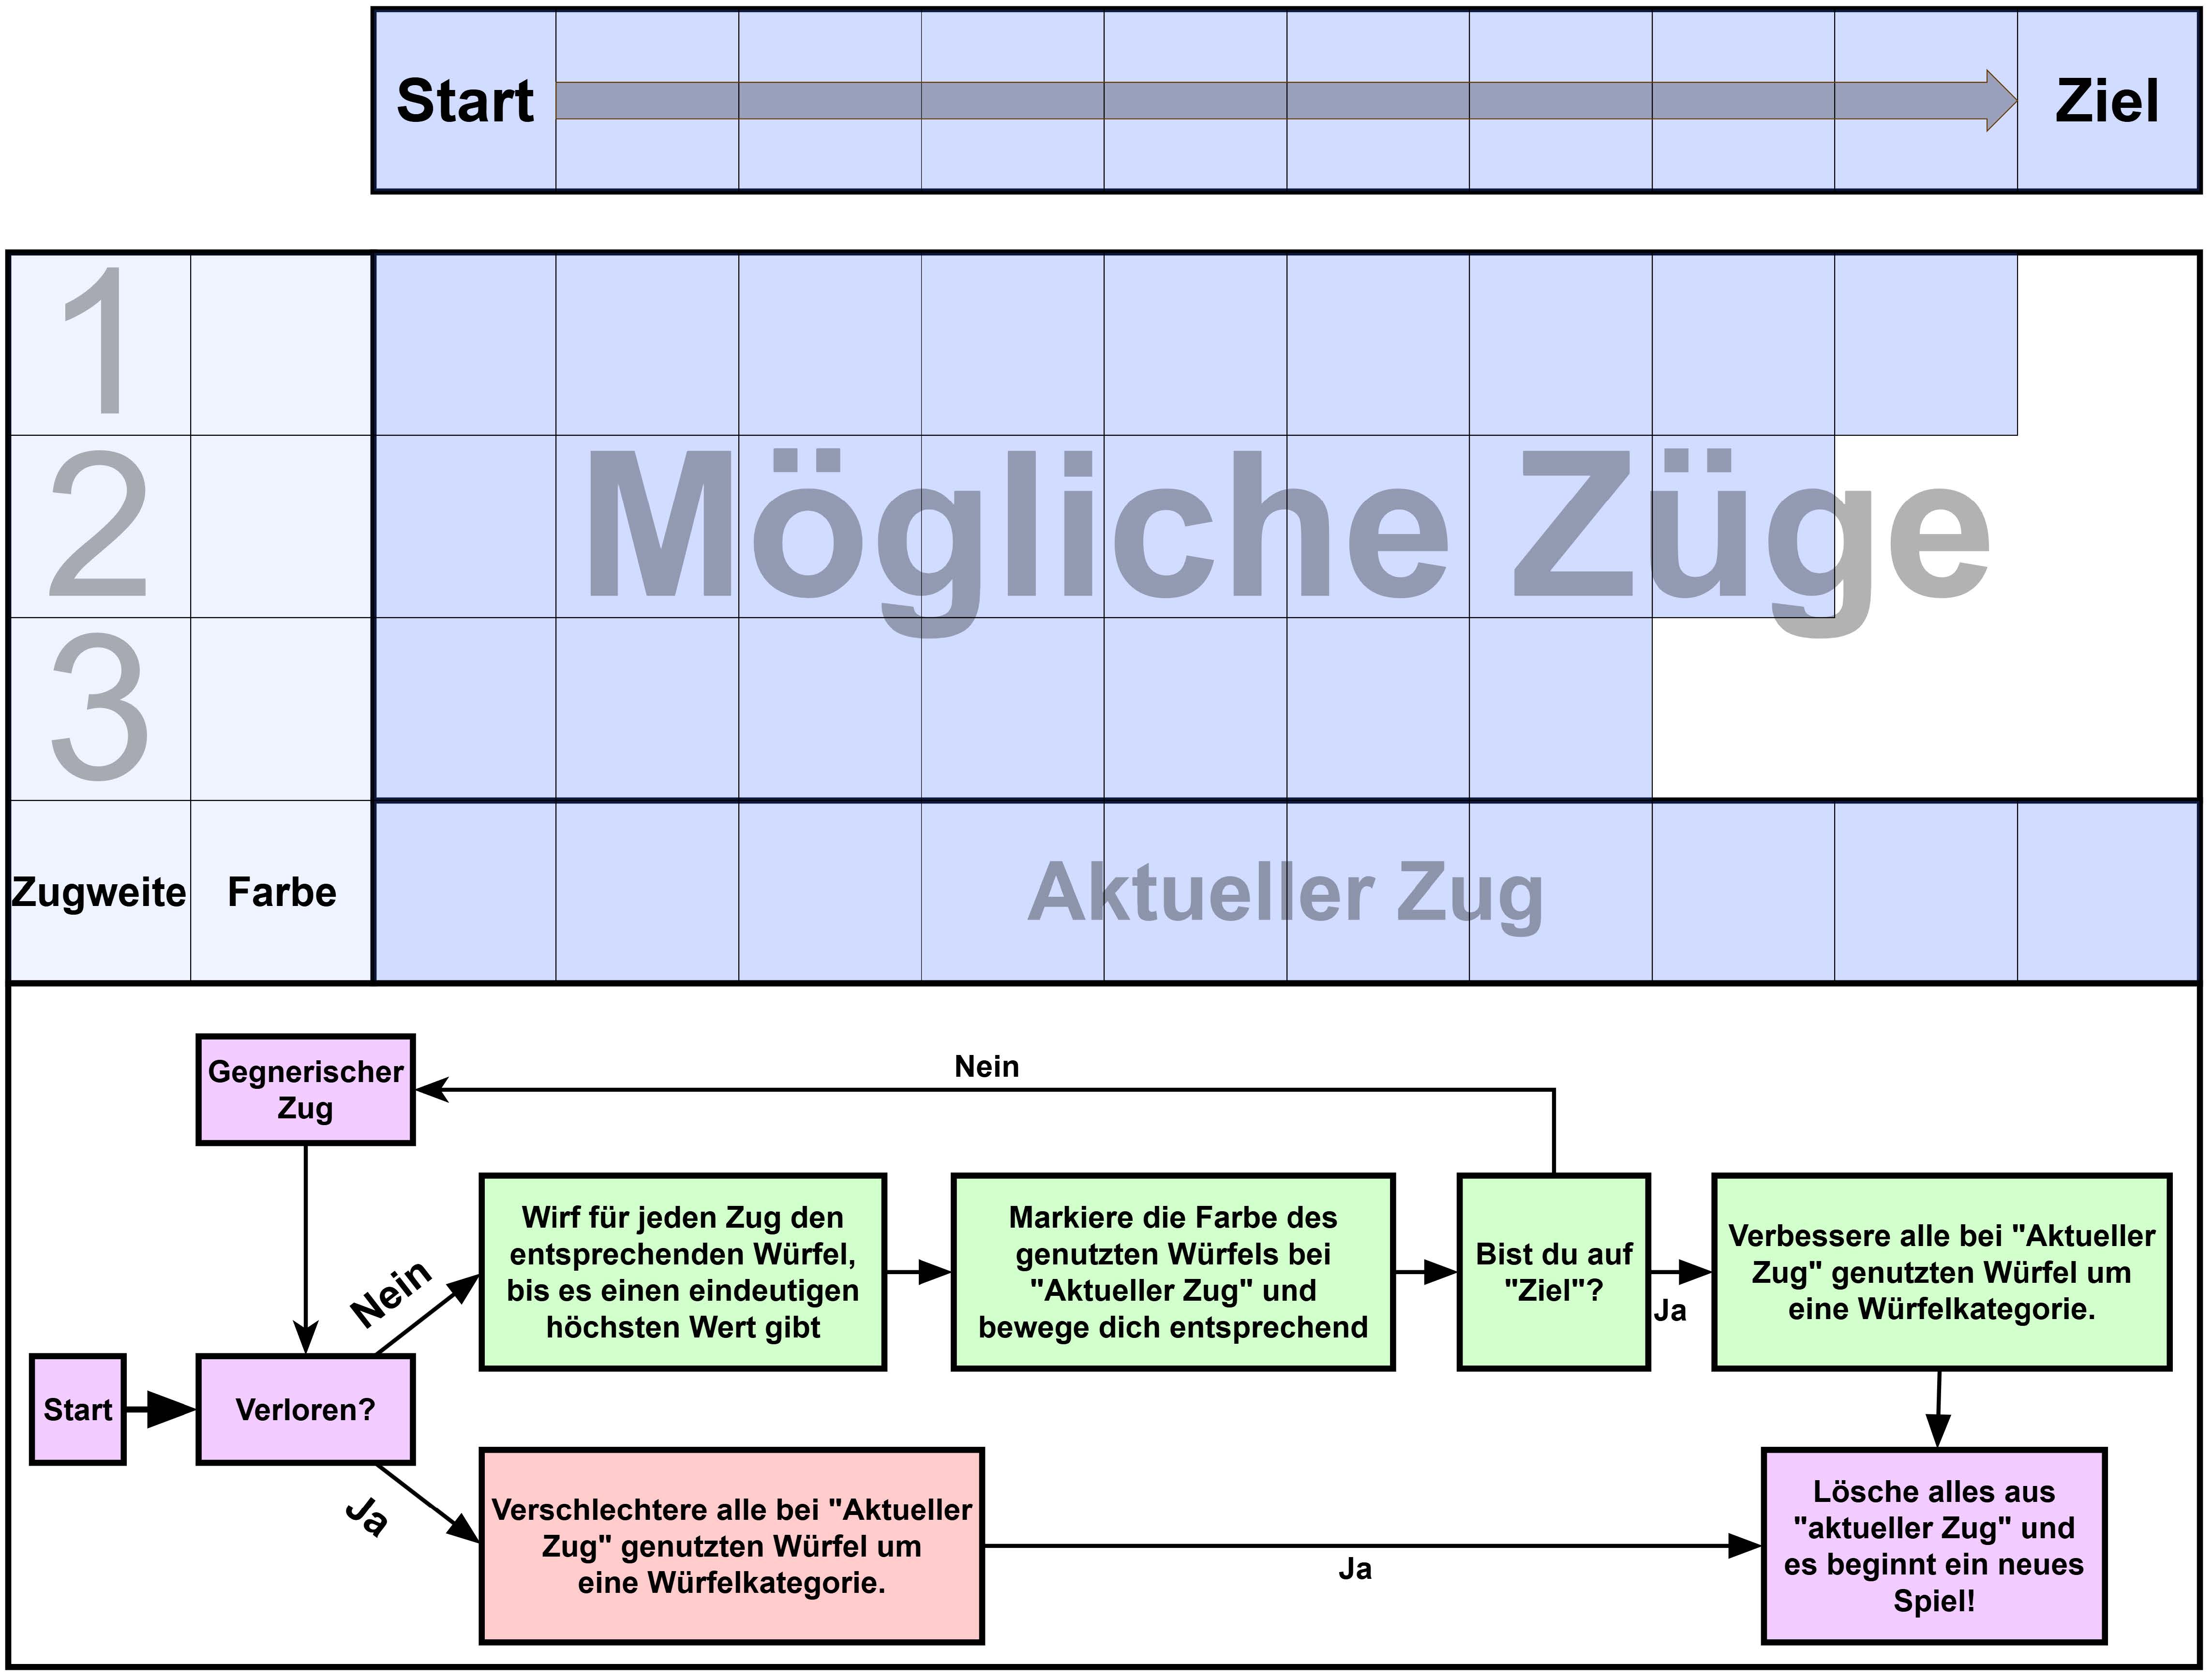 Start
Ziel
1
2
3
Mögliche Züge
Zugweite
Farbe
Aktueller Zug
Gegnerischer
Zug
Nein
Wirf für jeden Zug den
entsprechenden Würfel,
bis es einen eindeutigen
höchsten Wert gibt
Markiere die Farbe des
genutzten Würfels bei
"Aktueller Zug" und
bewege dich entsprechend
Bist du auf
"Ziel"?
Ja
Verbessere alle bei "Aktueller
Zug" genutzten Würfel um
eine Würfelkategorie.
Nein
Start
Verloren?
Ja
Verschlechtere alle bei "Aktueller
Zug" genutzten Würfel um
eine Würfelkategorie.
Ja
Lösche alles aus
"aktueller Zug" und
es beginnt ein neues
Spiel!